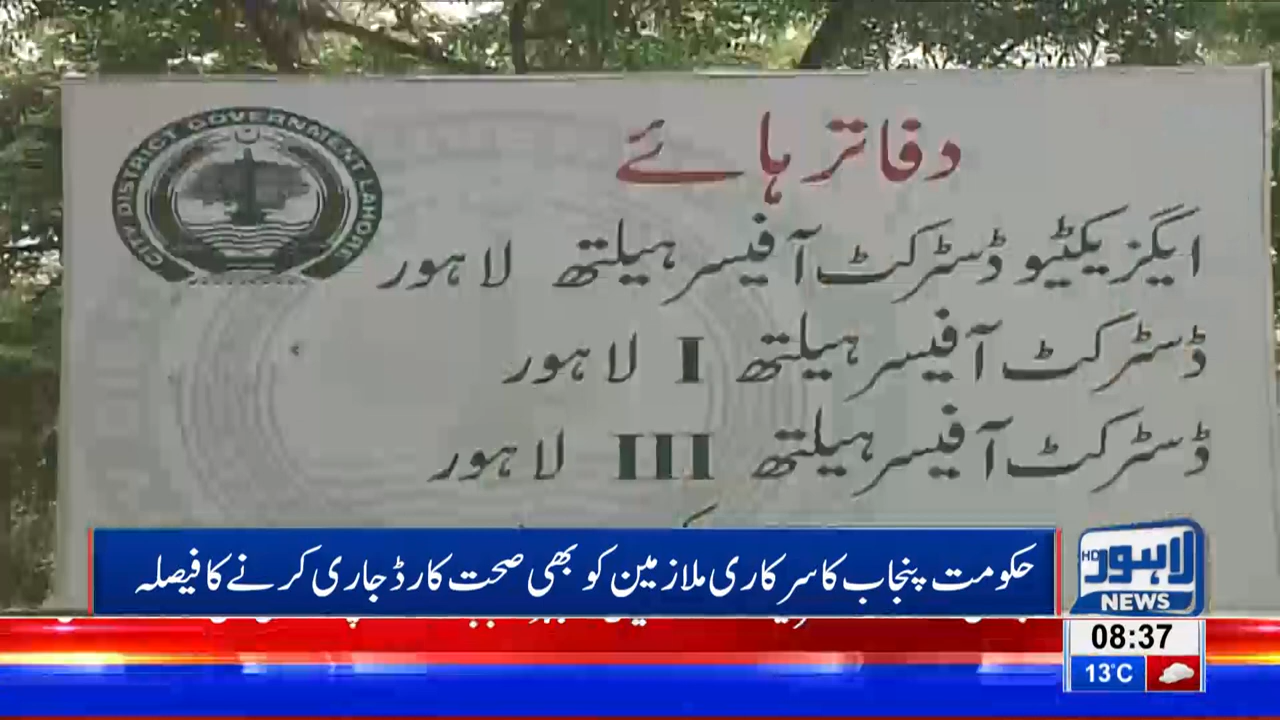 CITY DISTRICT GOVERNMENT LAHORE
دفاتر ہائے
ایگزیکٹیو ڈسٹرکٹ آفیسر ہیلتھ لاہور
ڈسٹرکٹ آفیسر ہیلتھ I لاہور
ڈسٹرکٹ آفیسر ہیلتھ III لاہور
حکومت پنجاب کا سرکاری ملازمین کو بھی صحت کارڈ جاری کرنے کا فیصلہ
لاہور HD
NEWS
08:37
13°C